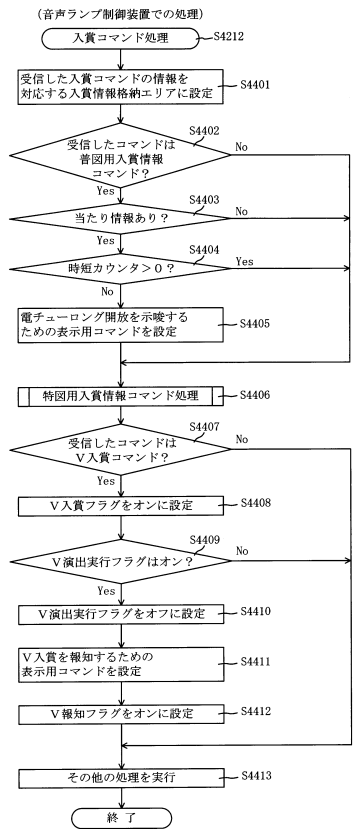 (音声ランプ制御装置での処理)
入賞コマンド処理
S4212
受信した入賞コマンドの情報を
対応する入賞情報格納エリアに設定
S4401
受信したコマンドは
普図用入賞情報
コマンド?
S4402
No
Yes
当たり情報あり?
S4403
No
Yes
時短カウンタ>0?
S4404
Yes
No
電チューロング開放を示唆する
ための表示用コマンドを設定
S4405
特図用入賞情報コマンド処理
S4406
受信したコマンドは
V入賞コマンド?
S4407
No
Yes
V入賞フラグをオンに設定
S4408
V演出実行フラグはオン?
S4409
No
Yes
V演出実行フラグをオフに設定
S4410
V入賞を報知するための
表示用コマンドを設定
S4411
V報知フラグをオンに設定
S4412
その他の処理を実行
S4413
終了